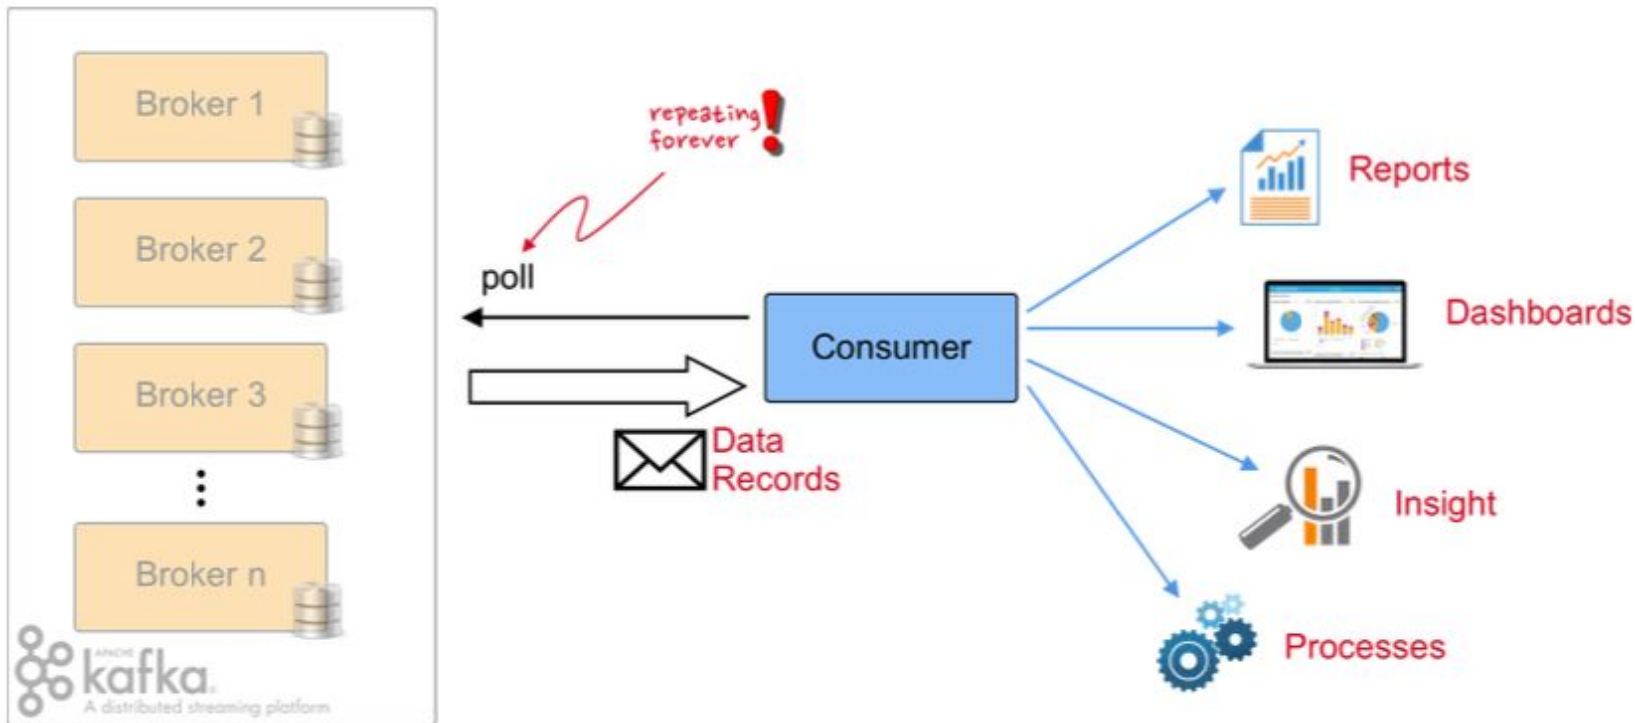 Broker 1
Broker 2
Broker 3
Broker n
APACHE
kafka®
A distributed streaming platform
repeating
forever
poll
Data
Records
Consumer
Reports
Dashboards
Insight
Processes